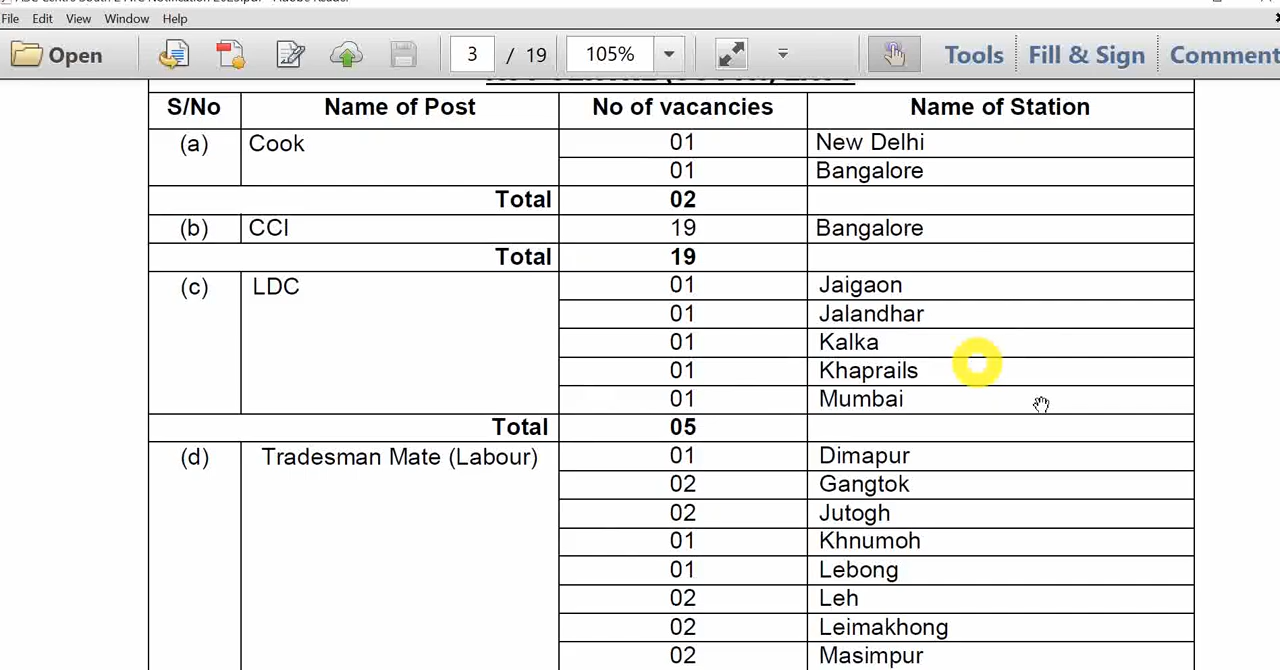 File Edit View Window Help
Open 3 / 19 105% Tools Fill & Sign Comment
S/No Name of Post No of vacancies Name of Station
(a) Cook 01 New Delhi
01 Bangalore
Total 02
(b) CCI 19 Bangalore
Total 19
(c) LDC 01 Jaigaon
01 Jalandhar
01 Kalka
01 Khaprails
01 Mumbai
Total 05
(d) Tradesman Mate (Labour) 01 Dimapur
02 Gangtok
02 Jutogh
01 Khnumoh
01 Lebong
02 Leh
02 Leimakhong
02 Masimpur